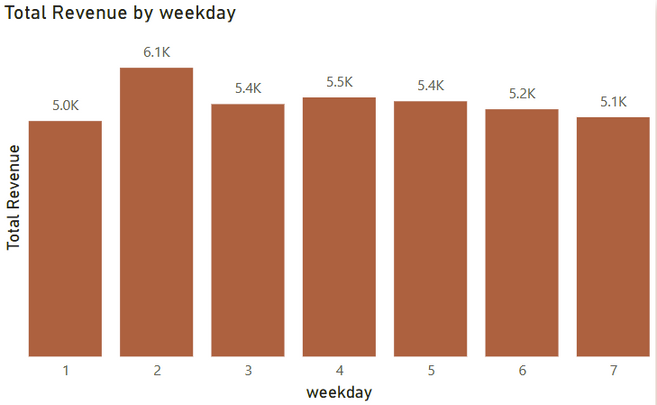 Total Revenue by weekday
6.1K
5.4K
5.5K
5.4K
5.2K
5.1K
5.0K
Total Revenue
1 2 3 4 5 6 7
weekday